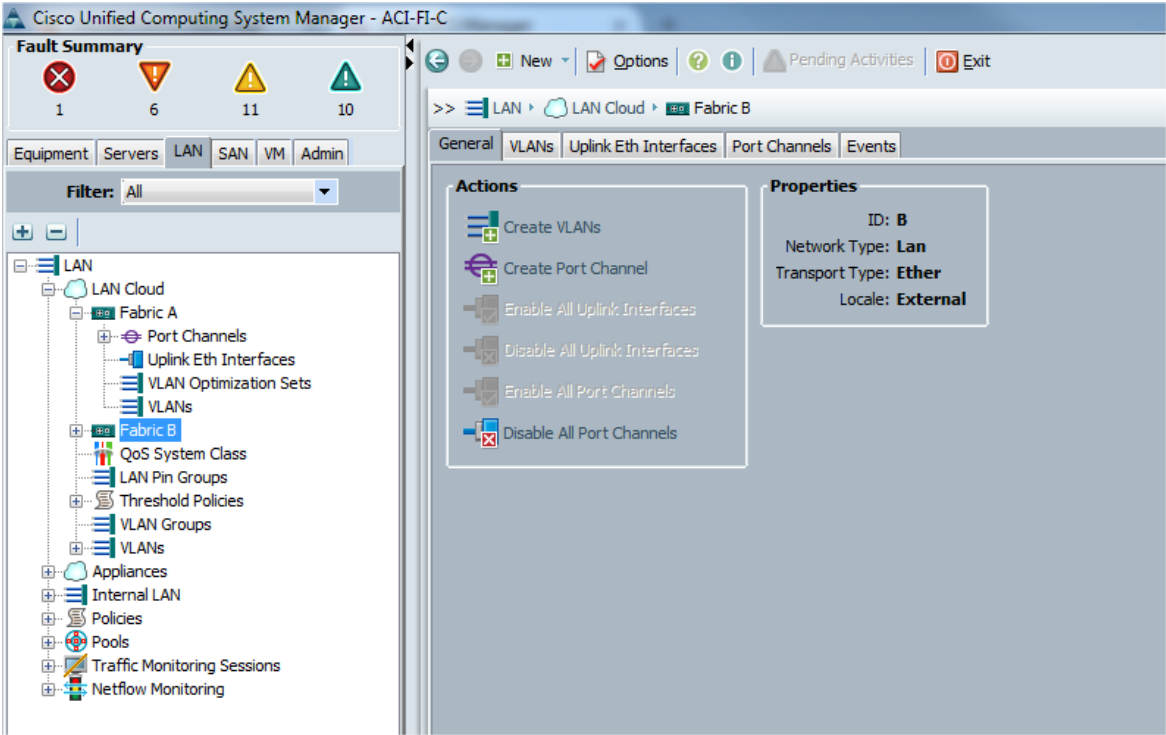 Cisco Unified Computing System Manager - ACI-FI-C
Fault Summary
1 6 11 10
New Options Pending Activities Exit
>> LAN LAN Cloud Fabric B
Equipment Servers LAN SAN VM Admin
General VLANs Uplink Eth Interfaces Port Channels Events
Filter: All
LAN
LAN Cloud
Fabric A
Port Channels
Uplink Eth Interfaces
VLAN Optimization Sets
VLANs
Fabric B
QoS System Class
LAN Pin Groups
Threshold Policies
VLAN Groups
VLANs
Appliances
Internal LAN
Policies
Pools
Traffic Monitoring Sessions
Netflow Monitoring
Actions
Create VLANs
Create Port Channel
Enable All Uplink Interfaces
Disable All Uplink Interfaces
Enable All Port Channels
Disable All Port Channels
Properties
ID: B
Network Type: Lan
Transport Type: Ether
Locale: External